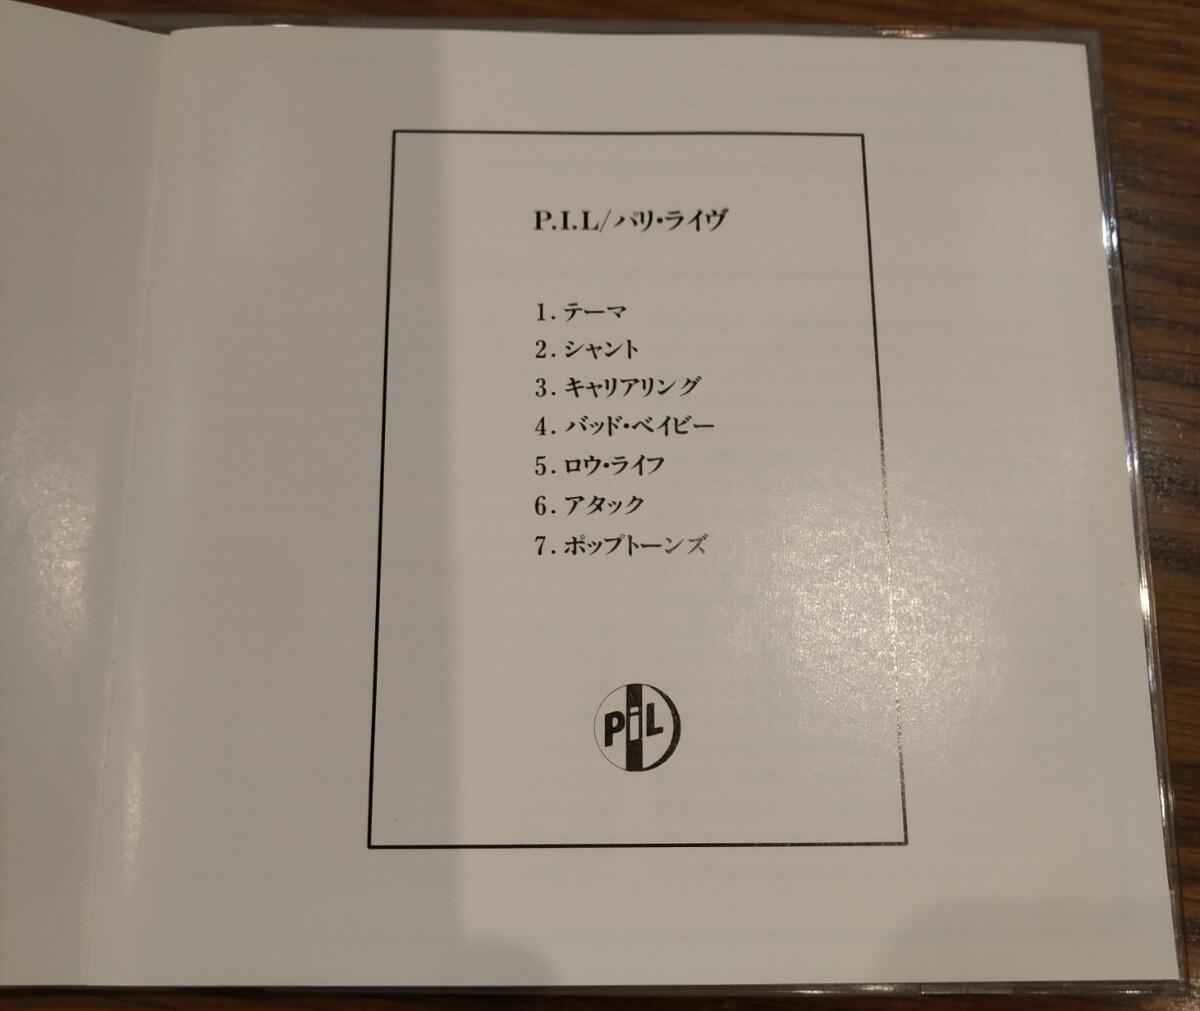 P.I.L/パリ・ライヴ
1. テーマ
2. シャント
3. キャリアリング
4. バッド・ベイビー
5. ロウ・ライフ
6. アタック
7. ポップトーンズ
PiL